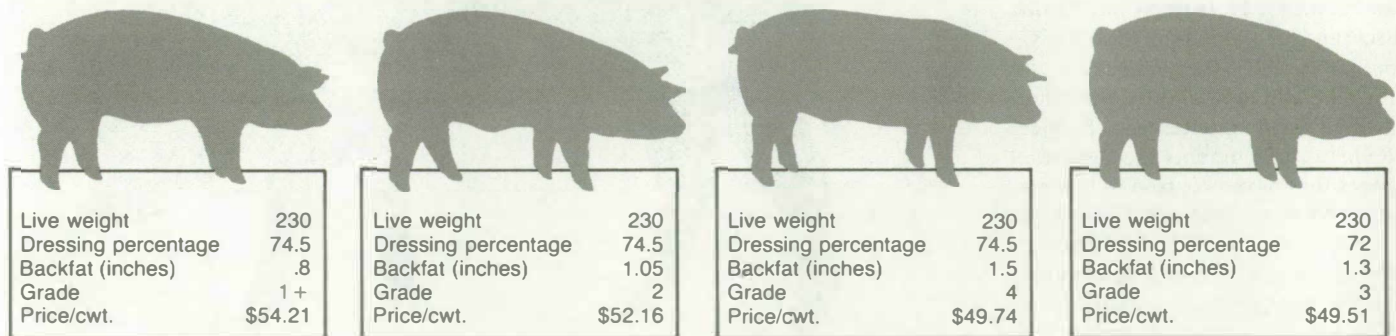 Live weight 230
Dressing percentage 74.5
Backfat (inches) .8
Grade 1+
Price/cwt. $54.21
Live weight 230
Dressing percentage 74.5
Backfat (inches) 1.05
Grade 2
Price/cwt. $52.16
Live weight 230
Dressing percentage 74.5
Backfat (inches) 1.5
Grade 4
Price/cwt. $49.74
Live weight 230
Dressing percentage 72
Backfat (inches) 1.3
Grade 3
Price/cwt. $49.51